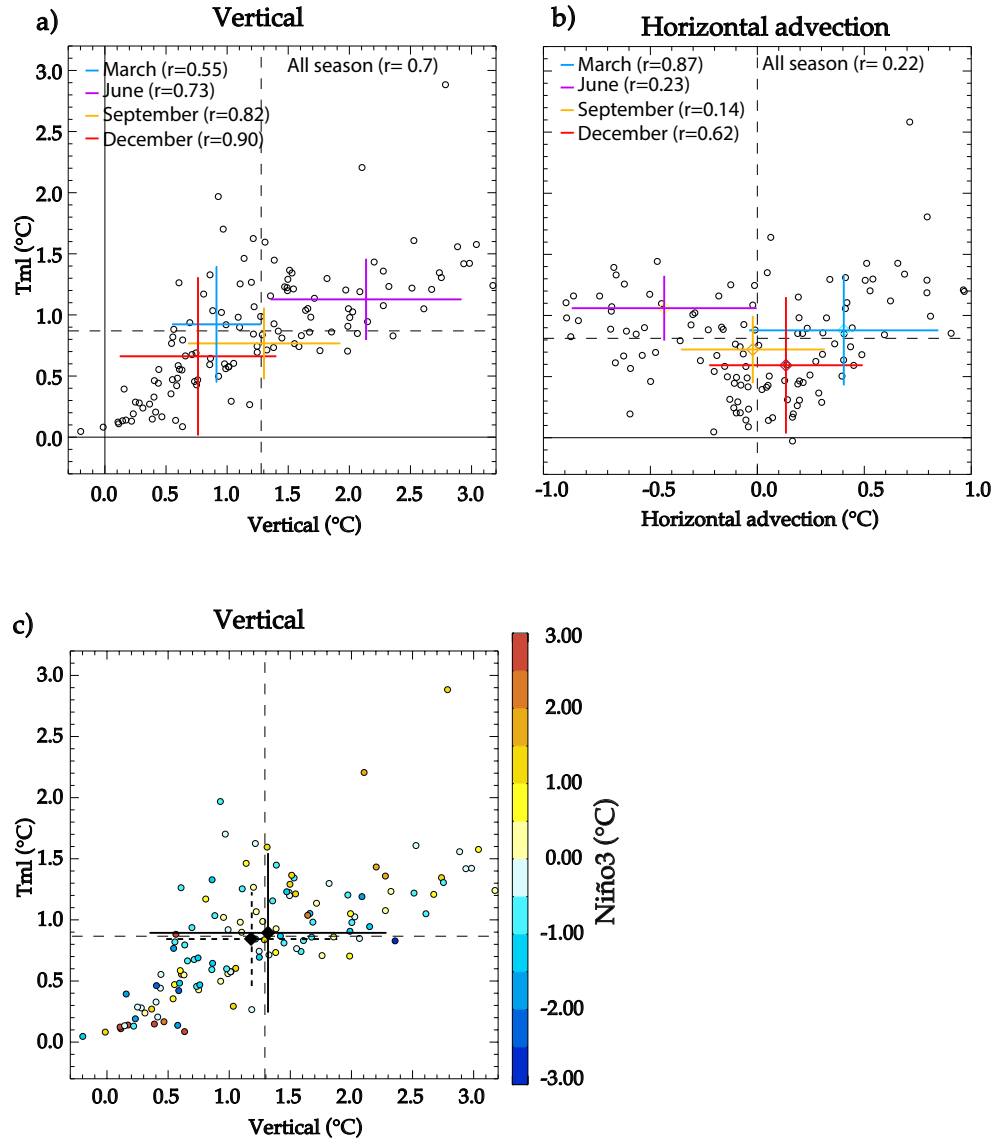 a)
Vertical
3.0
2.5
2.0
1.5
1.0
0.5
0.0
Tml (°C)
March (r=0.55)
June (r=0.73)
September (r=0.82)
December (r=0.90)
All season (r= 0.7)
0.0 0.5 1.0 1.5 2.0 2.5 3.0
Vertical (°C)
b)
Horizontal advection
March (r=0.87)
June (r=0.23)
September (r=0.14)
December (r=0.62)
All season (r= 0.22)
-1.0 -0.5 0.0 0.5 1.0
Horizontal advection (°C)
c)
Vertical
3.0
2.5
2.0
1.5
1.0
0.5
0.0
Tml (°C)
0.0 0.5 1.0 1.5 2.0 2.5 3.0
Vertical (°C)
3.00
2.00
1.00
0.00
-1.00
-2.00
-3.00
Niño3 (°C)